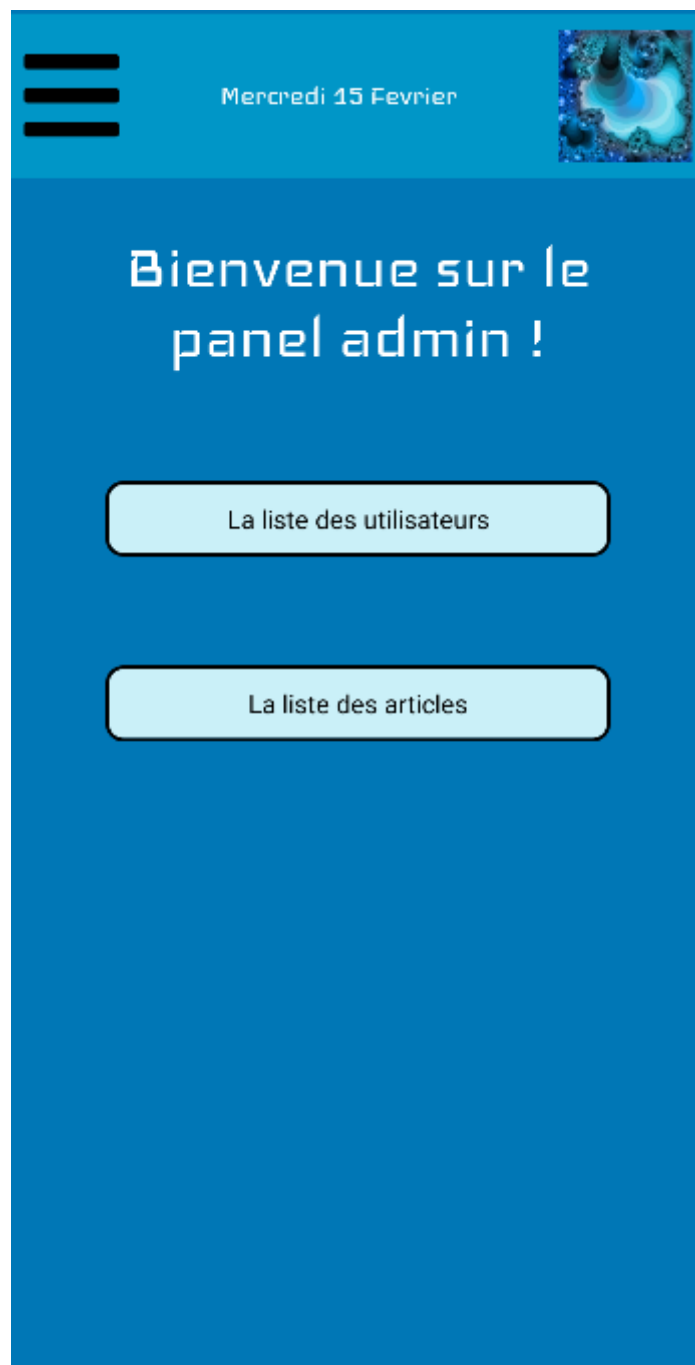 Mercredi 15 Fevrier
Bienvenue sur le
panel admin !
La liste des utilisateurs
La liste des articles